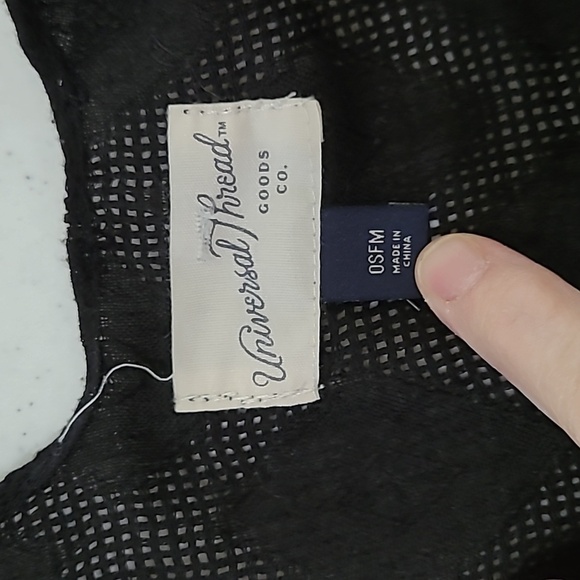 Universal Thread™
GOODS
CO.
OSFM
MADE IN
CHINA